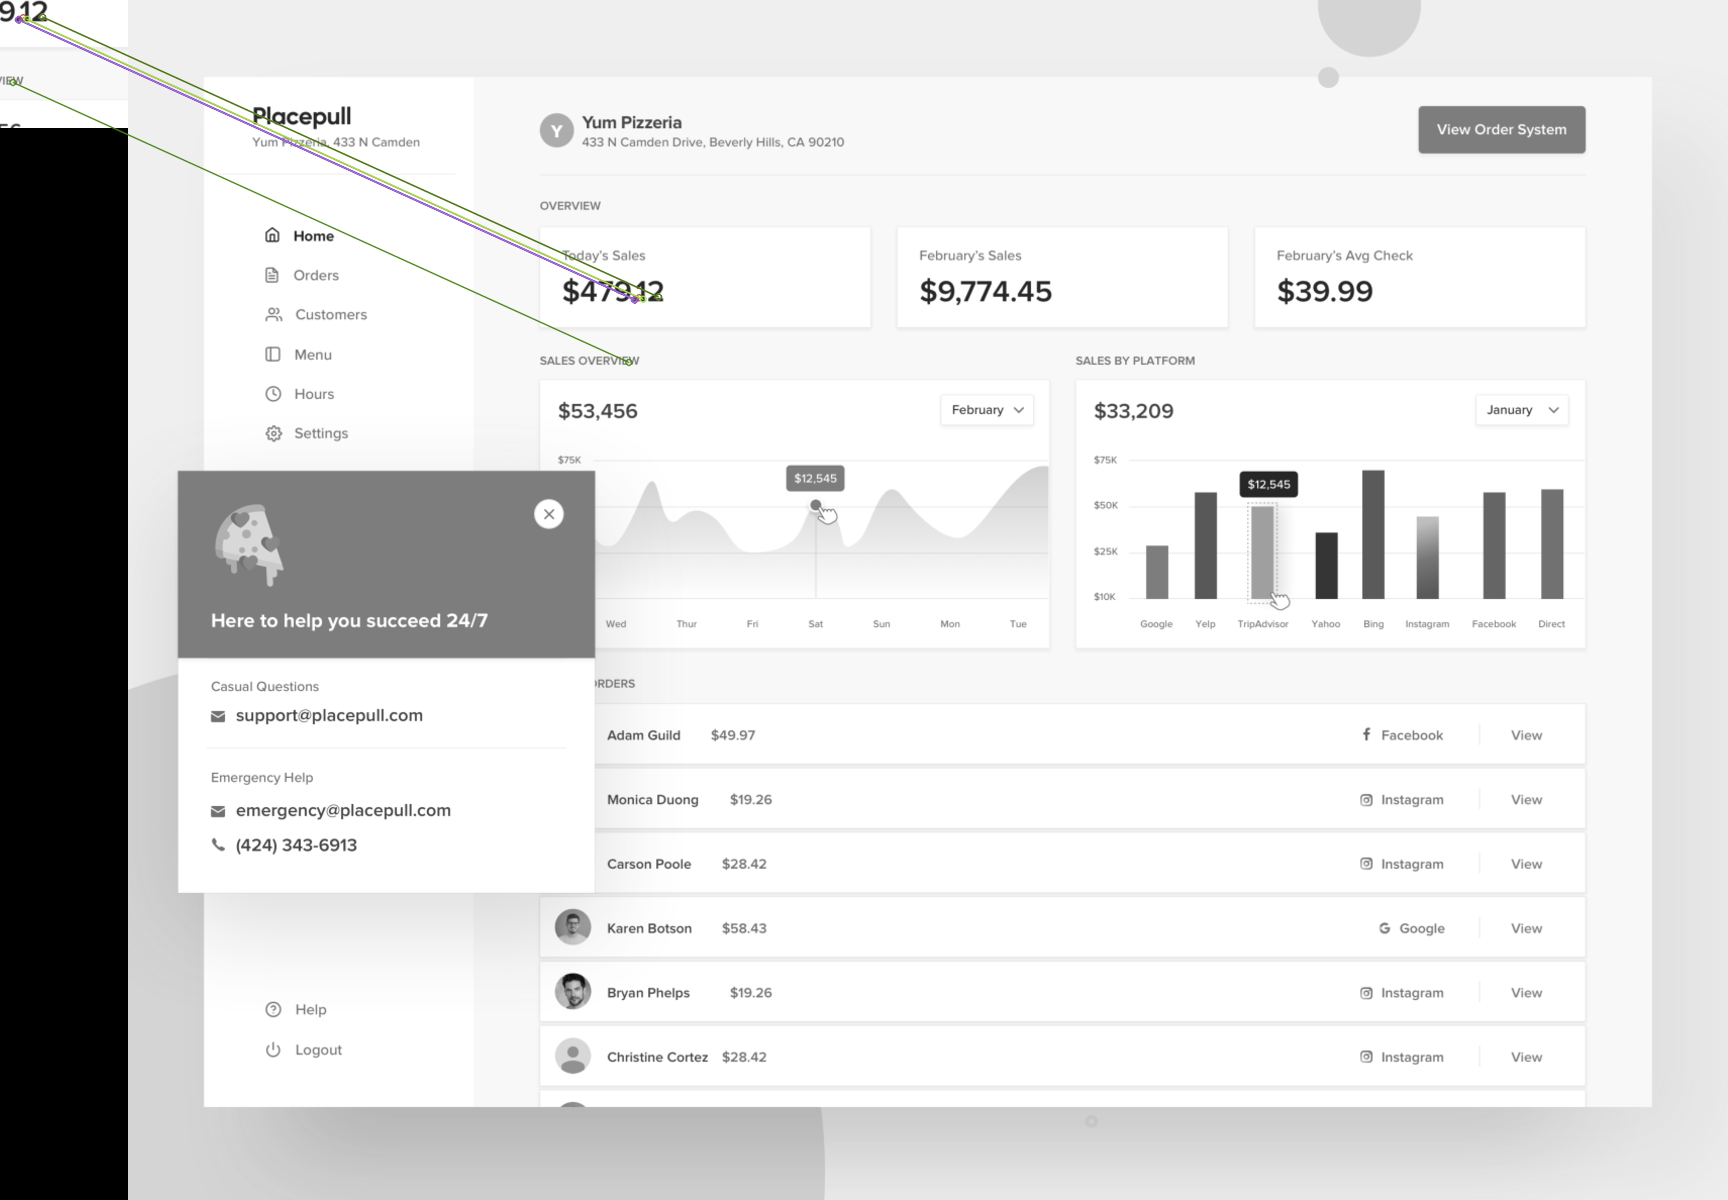 912
VIEW
Placepull
Yum Pizzeria, 433 N Camden
Home
Orders
Customers
Menu
Hours
Settings
Help
Logout
Y
Yum Pizzeria
433 N Camden Drive, Beverly Hills, CA 90210
View Order System
OVERVIEW
Today's Sales
$479.12
February's Sales
$9,774.45
February's Avg Check
$39.99
SALES OVERVIEW
$53,456
February
$75K
$12,545
Wed Thur Fri Sat Sun Mon Tue
SALES BY PLATFORM
$33,209
January
$75K
$50K
$25K
$10K
$12,545
Google Yelp TripAdvisor Yahoo Bing Instagram Facebook Direct
Here to help you succeed 24/7
Casual Questions
support@placepull.com
Emergency Help
emergency@placepull.com
(424) 343-6913
ORDERS
Adam Guild $49.97 Facebook View
Monica Duong $19.26 Instagram View
Carson Poole $28.42 Instagram View
Karen Botson $58.43 Google View
Bryan Phelps $19.26 Instagram View
Christine Cortez $28.42 Instagram View